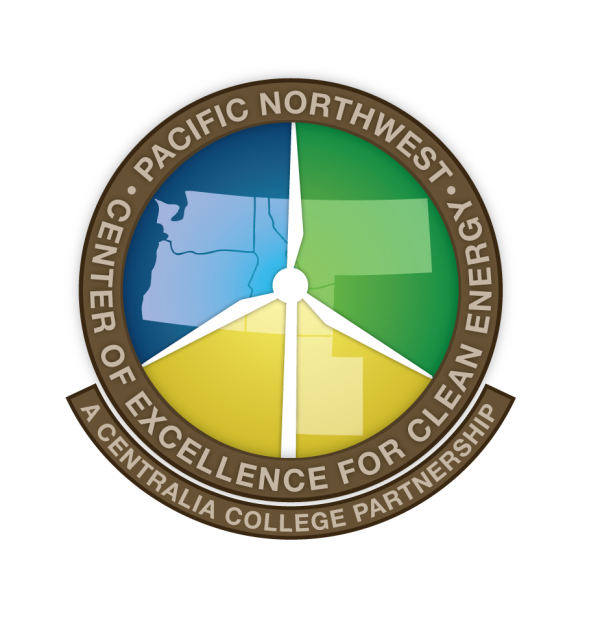 • PACIFIC NORTHWEST •
CENTER OF EXCELLENCE FOR CLEAN ENERGY
A CENTRALIA COLLEGE PARTNERSHIP